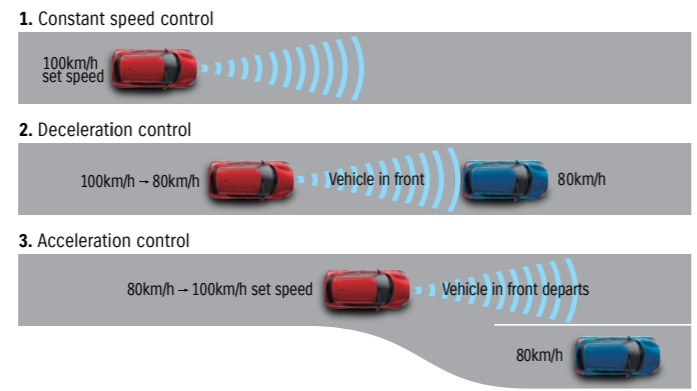 1. Constant speed control
100km/h
set speed
2. Deceleration control
100km/h → 80km/h
Vehicle in front
80km/h
3. Acceleration control
80km/h → 100km/h set speed
Vehicle in front departs
80km/h